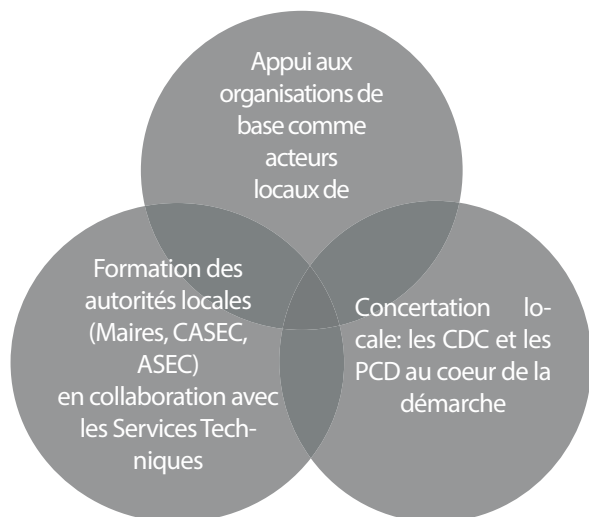 Appui aux
organisations de
base comme
acteurs
locaux de
Formation des
autorités locales
(Maires, CASEC,
ASEC)
en collaboration avec
les Services Tech-
niques
Concertation lo-
cale: les CDC et les
PCD au coeur de la
démarche